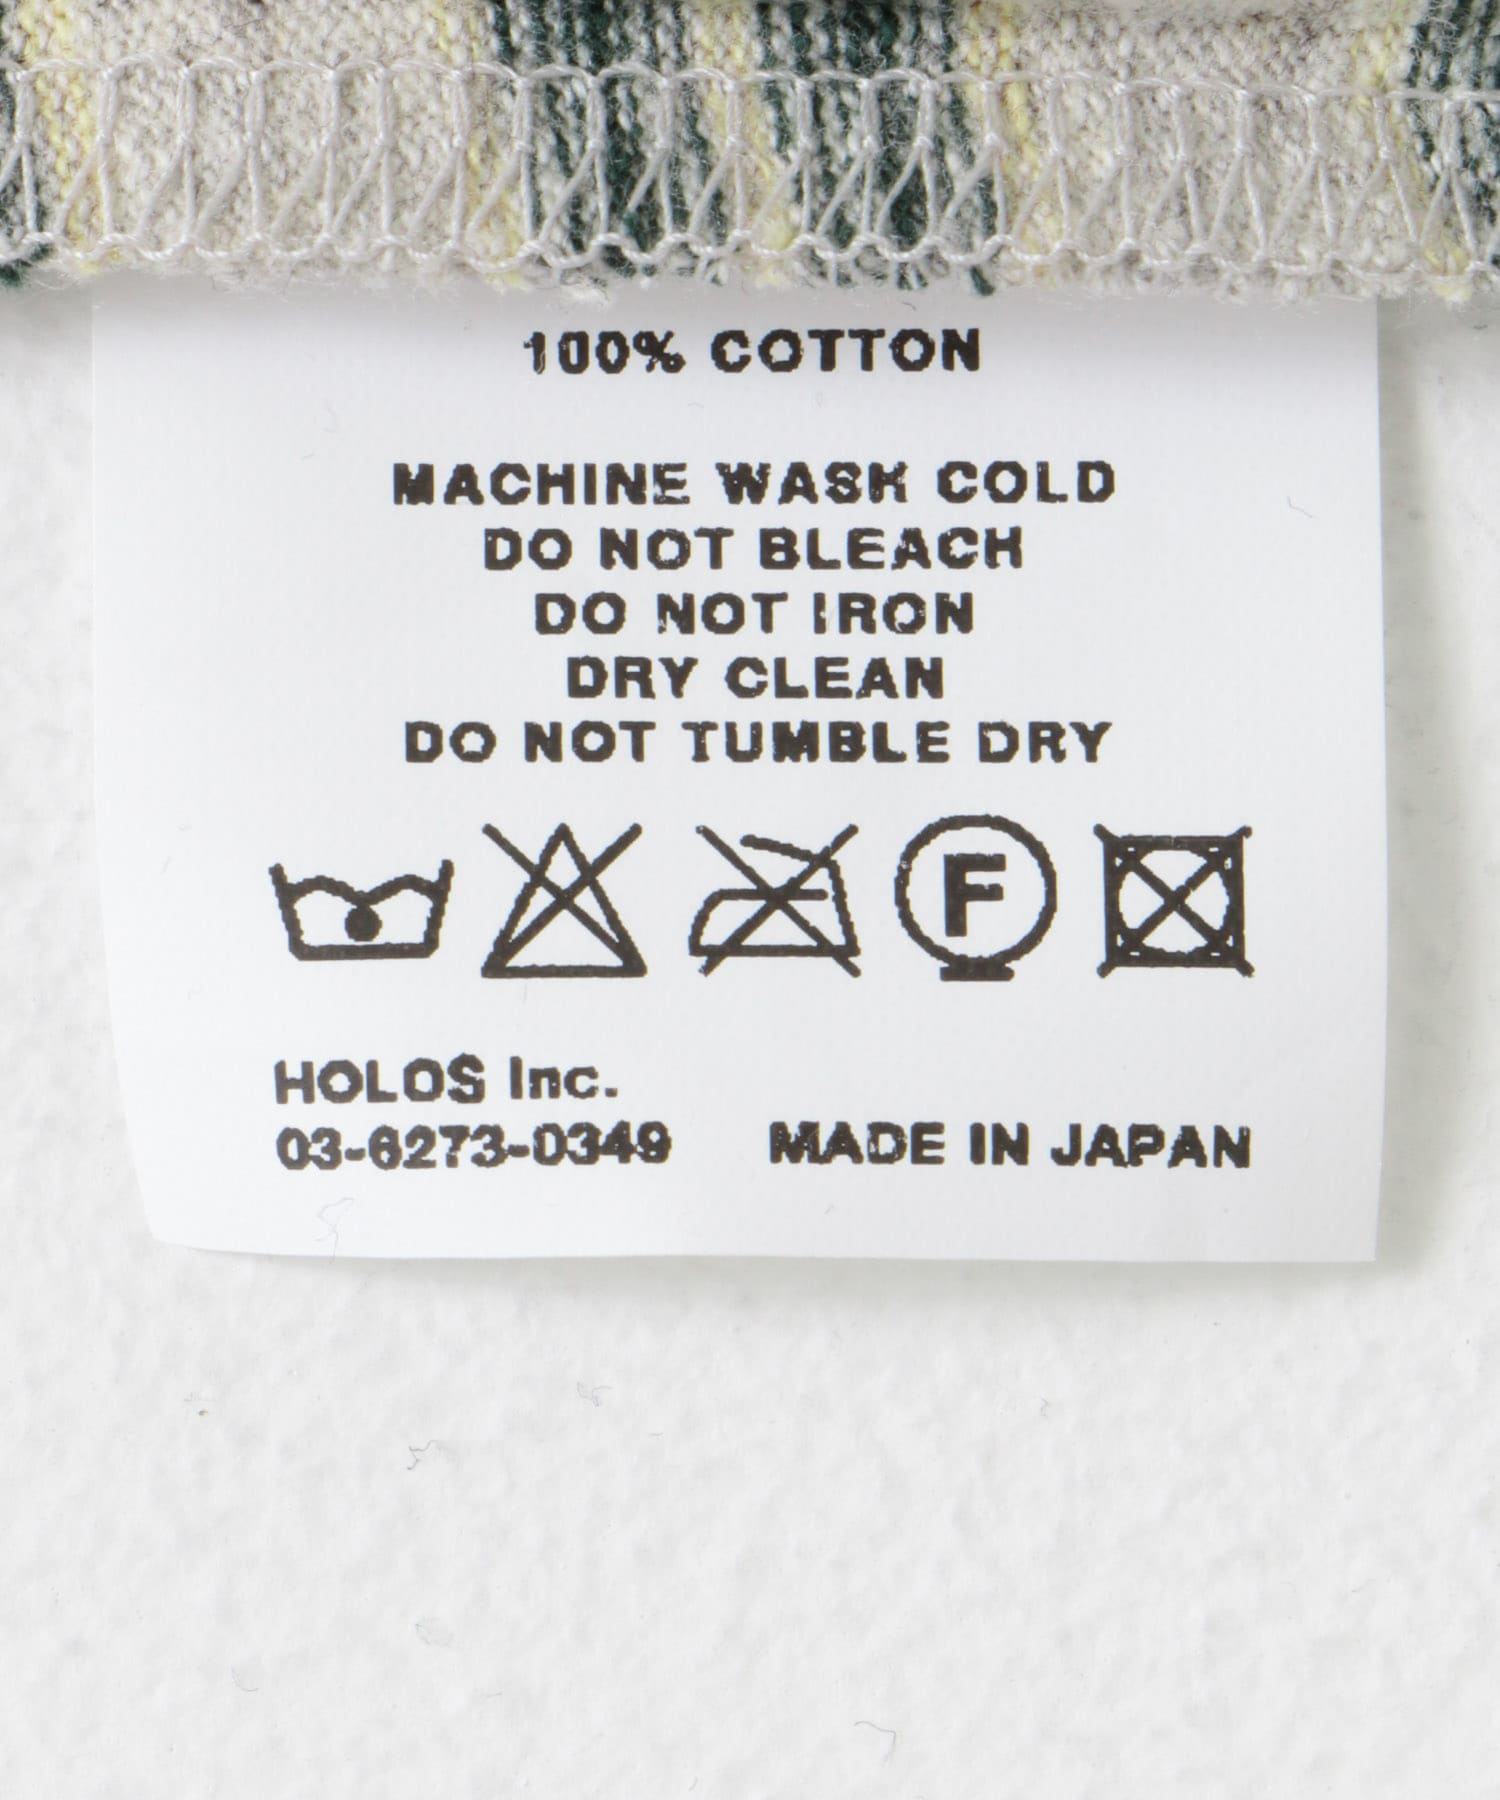 100% COTTON
MACHINE WASH COLD
DO NOT BLEACH
DO NOT IRON
DRY CLEAN
DO NOT TUMBLE DRY
F
HOLOS Inc.
03-6273-0349 MADE IN JAPAN